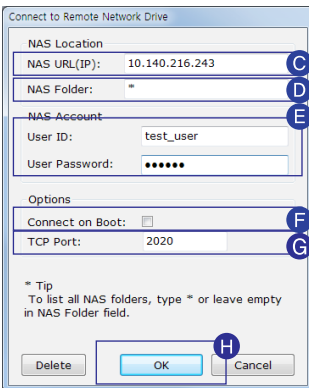 Connect to Remote Network Drive
NAS Location
NAS URL(IP): 10.140.216.243 C
NAS Folder: * D
NAS Account E
User ID: test_user
User Password: ●●●●●●
Options
Connect on Boot: F
TCP Port: 2020 G
* Tip
To list all NAS folders, type * or leave empty
in NAS Folder field.
H
Delete OK Cancel